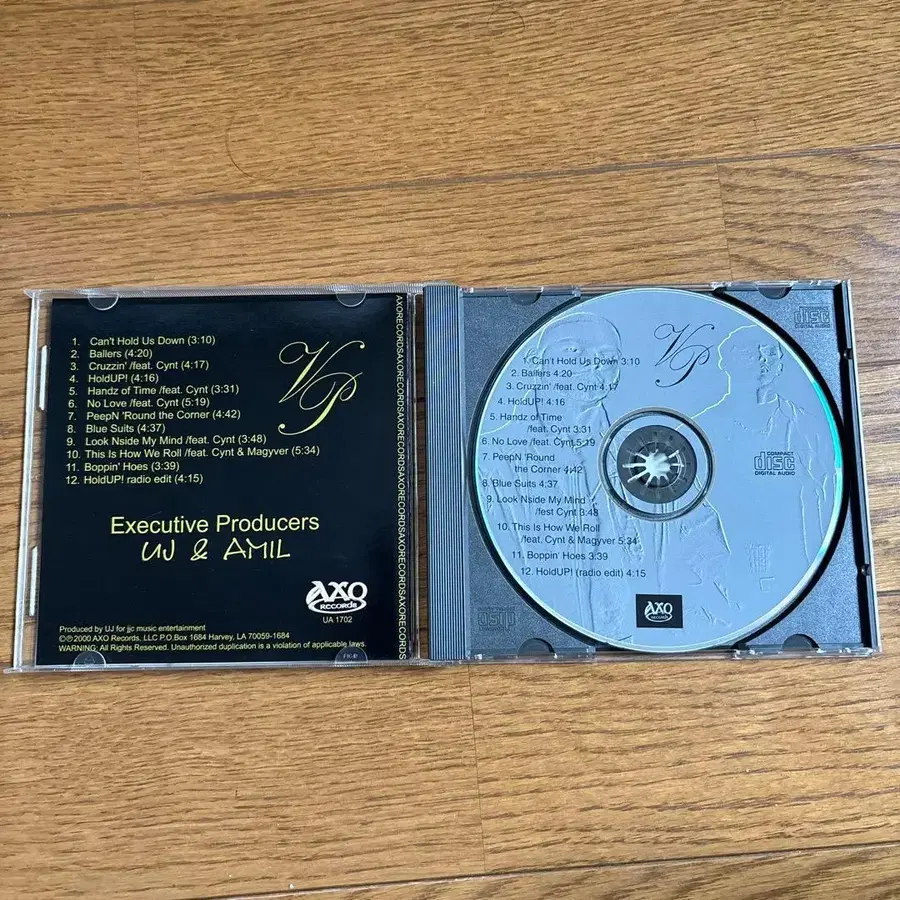 1. Can't Hold Us Down (3:10)
2. Ballers (4:20)
3. Cruzzin' /feat. Cynt (4:17)
4. HoldUP! (4:16)
5. Handz of Time /feat. Cynt (3:31)
6. No Love /feat. Cynt (5:19)
7. PeepN 'Round the Corner (4:42)
8. Blue Suits (4:37)
9. Look Nside My Mind /feat. Cynt (3:48)
10. This is How We Roll /feat. Cynt & Magyver (5:34)
11. Boppin' Hoes (3:39)
12. HoldUP! radio edit (4:15)
VP
Executive Producers
UJ & AMIL
AXO
RECORDS
UA 1702
Produced by UJ for jjc music entertainment
©℗ 2000 AXO Records, LLC P.O.Box 1684 Harvey, LA 70059-1684
WARNING: All Rights Reserved. Unauthorized duplication is a violation of applicable laws.
AXORECORDSAXORECORDSAXORECORDSAXORECORDSAXORECORDS
VP
1. Can't Hold Us Down 3:10
2. Ballers 4:20
3. Cruzzin' /feat. Cynt 4:17
4. HoldUP! 4:16
5. Handz of Time
/feat. Cynt 3:31
6. No Love /feat. Cynt 5:19
7. PeepN 'Round
the Corner 4:42
8. Blue Suits 4:37
9. Look Nside My Mind
/fest Cynt 3:48
10. This Is How We Roll
/feat. Cynt & Magyver 5:34
11. Boppin' Hoes 3:39
12. HoldUP! (radio edit) 4:15
COMPACT
disc
DIGITAL AUDIO
AXO
RECORDS
disc
DIGITAL AUDIO
disc